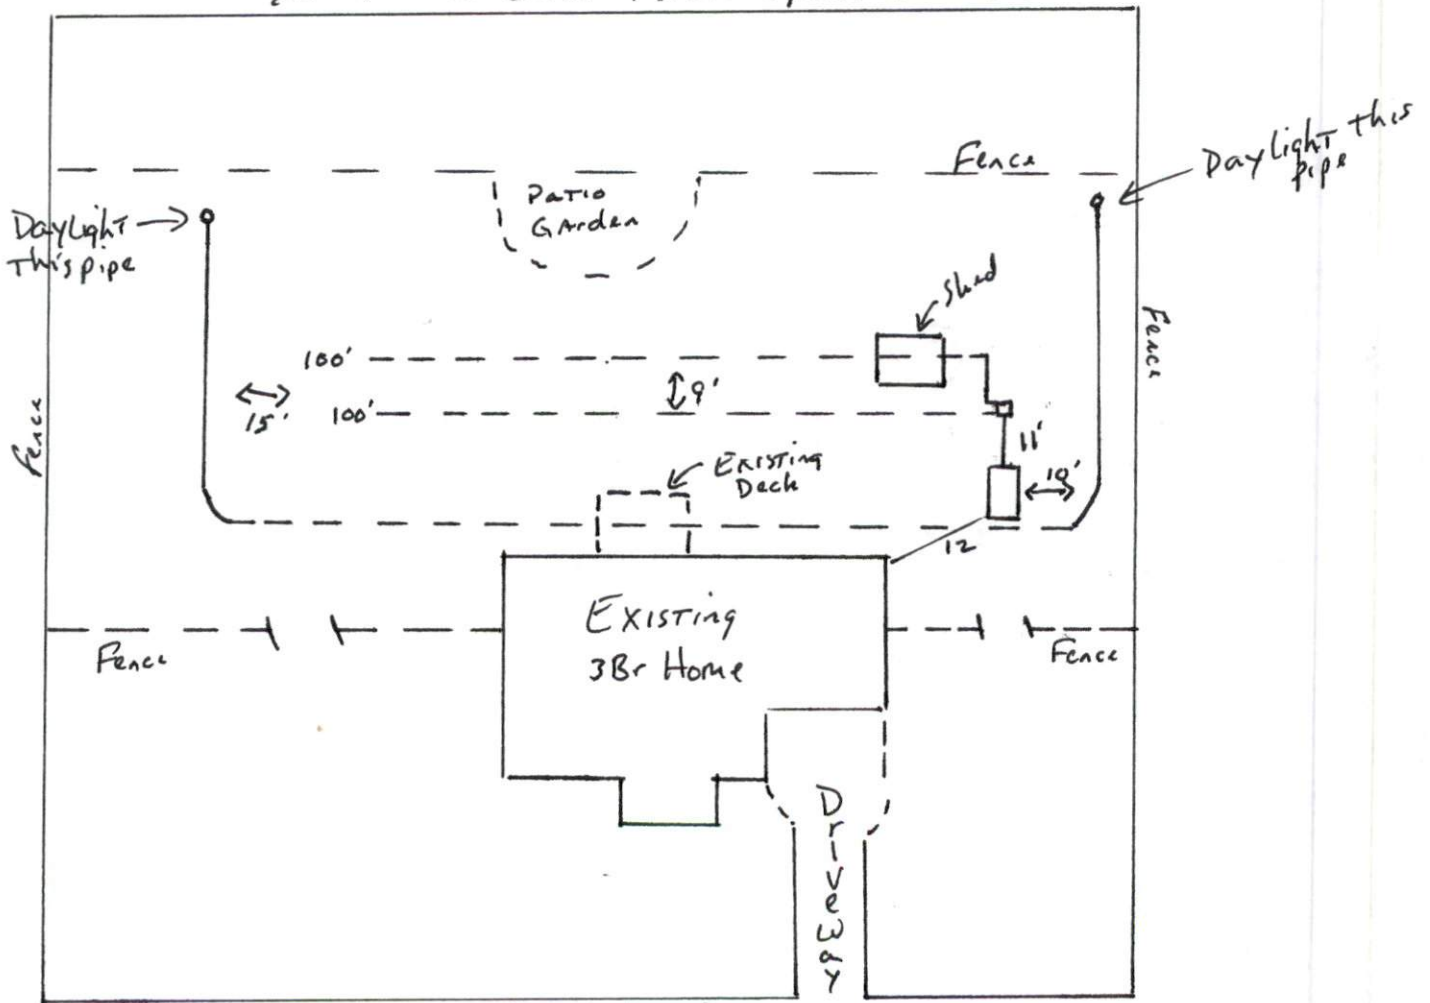 Fence
Daylight this
pipe
Patio
Garden
Daylight
This pipe
Shed
Fence
100'
9'
15'
100'
11'
Fence
Existing
Deck
10'
12
Existing
3Br Home
Fence
Fence
Driveway